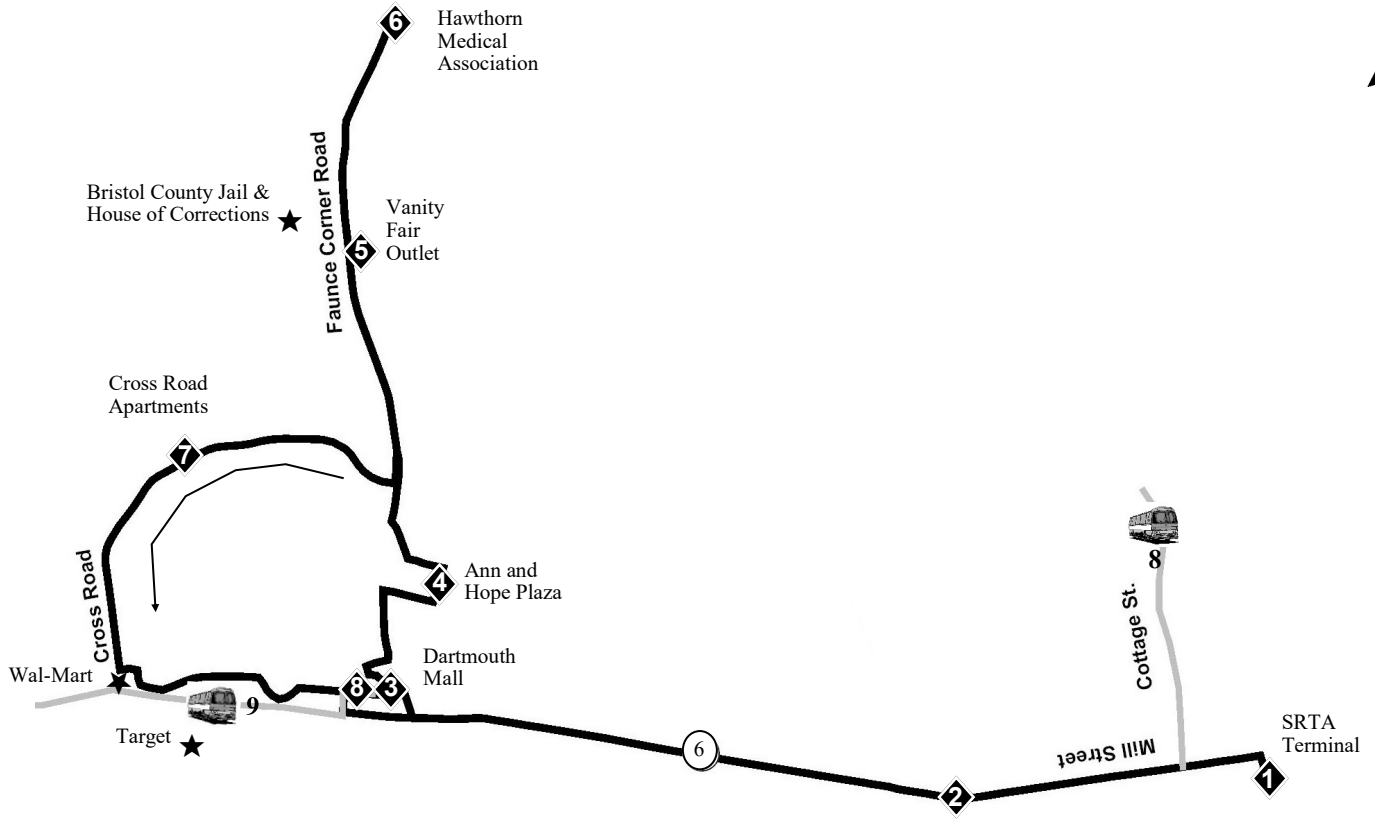 6
Hawthorn
Medical
Association
Faunce Corner Road
Bristol County Jail &
House of Corrections
Vanity
Fair
Outlet
5
Cross Road
Apartments
7
8
Cottage St.
Cross Road
4
Ann and
Hope Plaza
Wal-Mart
Dartmouth
Mall
8
3
9
Target
6
Mill Street
SRTA
Terminal
1
2